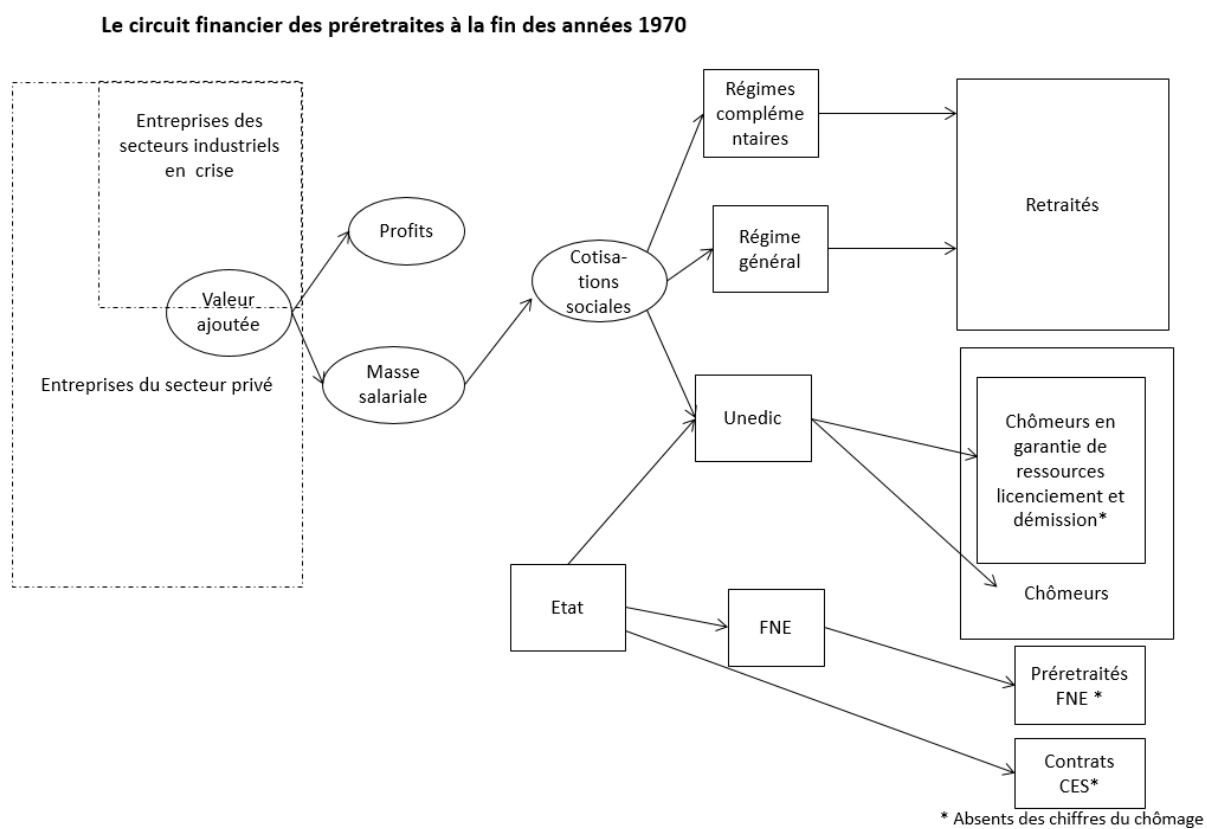 Le circuit financier des préretraites à la fin des années 1970
Entreprises des
secteurs industriels
en crise
Valeur
ajoutée
Entreprises du secteur privé
Profits
Masse
salariale
Cotisa-
tions
sociales
Régimes
compléme
ntaires
Régime
général
Unedic
Etat
FNE
Retraités
Chômeurs en
garantie de
ressources
licenciement et
démission*
Chômeurs
Préretraités
FNE *
Contrats
CES*
* Absents des chiffres du chômage